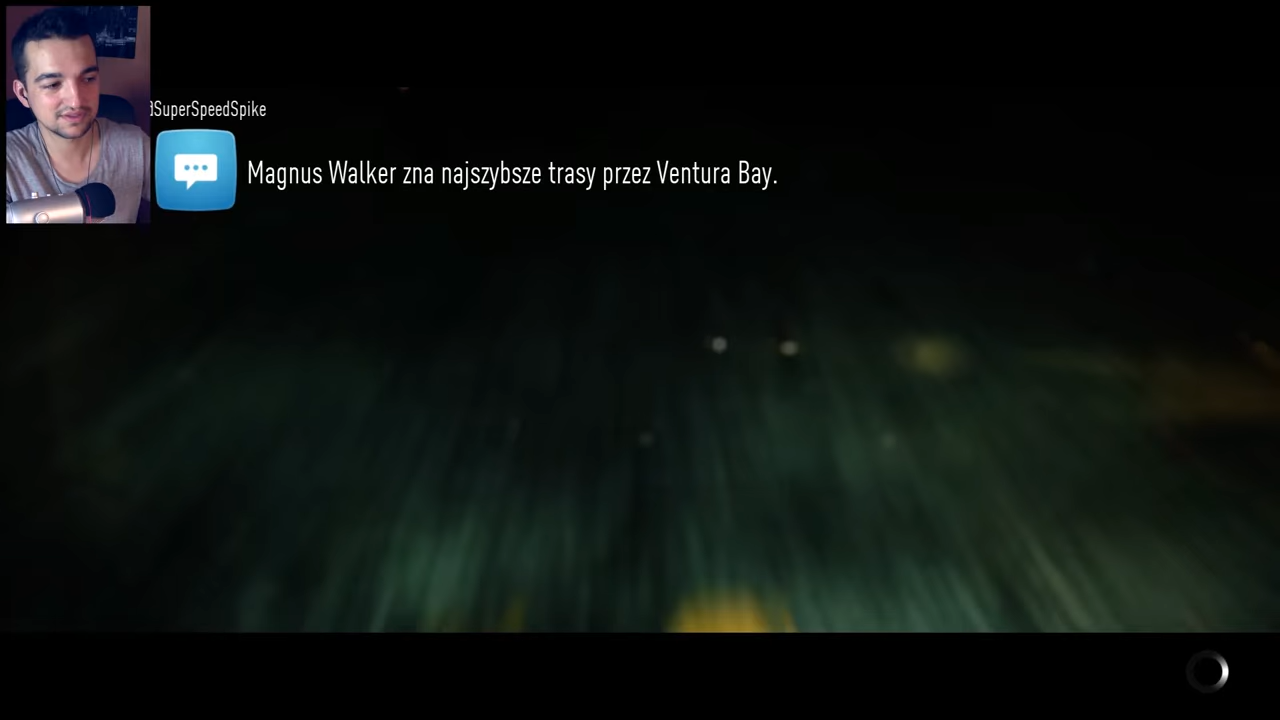 SuperSpeedSpike
Magnus Walker zna najszybsze trasy przez Ventura Bay.